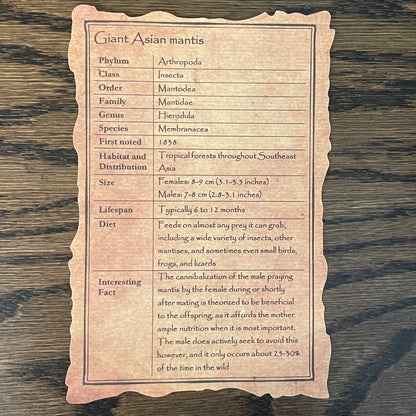 Giant Asian mantis
Phylum Arthropoda
Class Insecta
Order Mantodea
Family Mantidae
Genus Hierodula
Species Membranacea
First noted 1838
Habitat and Distribution Tropical forests throughout Southeast
Asia
Size Females: 8-9 cm (3.1-3.5 inches)
Males: 7-8 cm (2.8-3.1 inches)
Lifespan Typically 6 to 12 months
Diet Feeds on almost any prey it can grab,
including a wide variety of insects, other
mantises, and sometimes even small birds,
frogs, and lizards
Interesting Fact The cannibalization of the male praying
mantis by the female during or shortly
after mating is theorized to be beneficial
to the offspring, as it affords the mother
ample nutrition when it is most important.
The male does actively seek to avoid this
however, and it only occurs about 25-30%
of the time in the wild